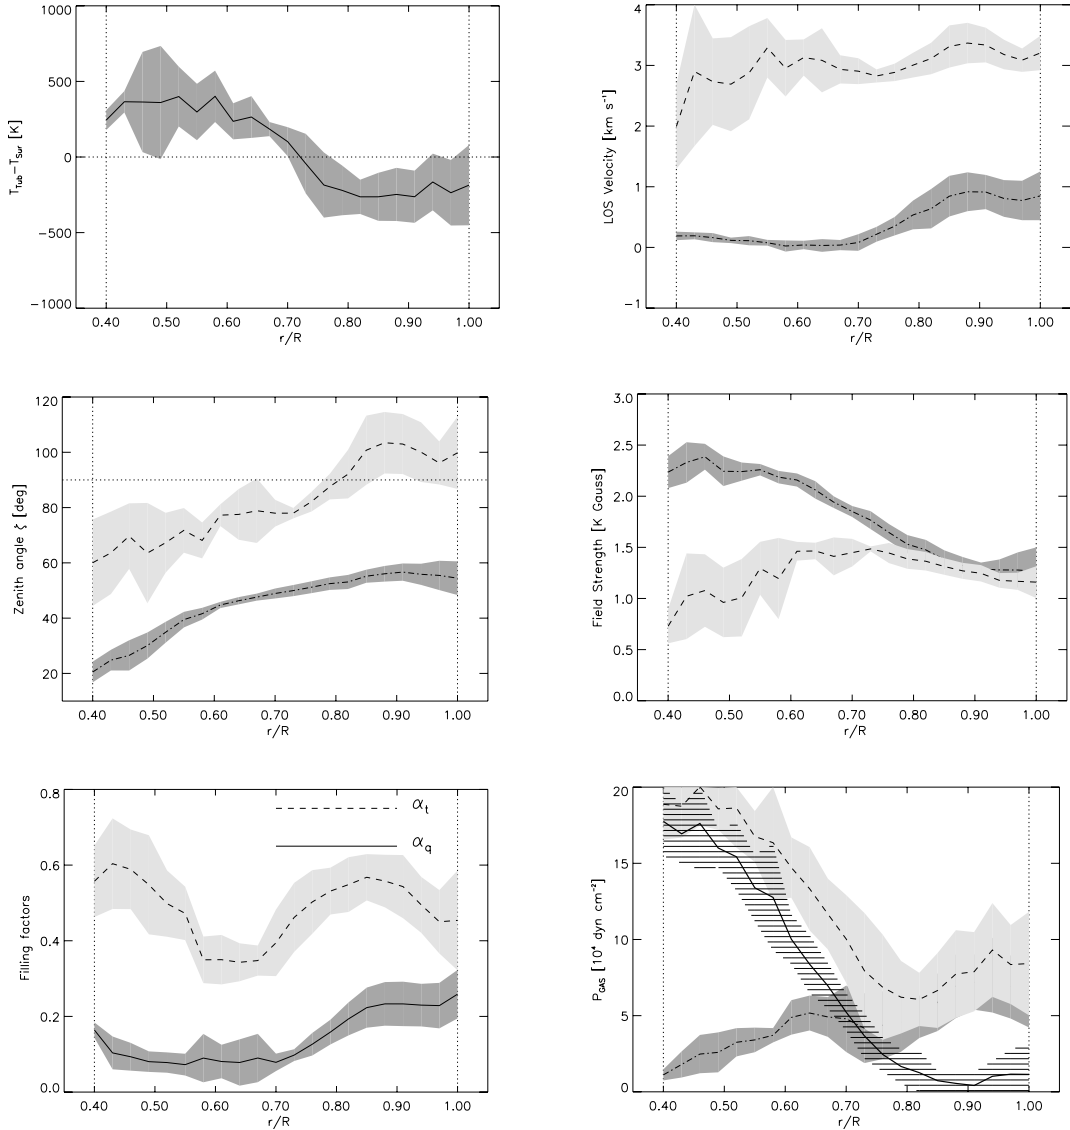 1000
500
0
−500
−1000
T_Tub−T_Sur [K]
0.40 0.50 0.60 0.70 0.80 0.90 1.00
r/R
4
3
2
1
0
−1
LOS Velocity [km s⁻¹]
0.40 0.50 0.60 0.70 0.80 0.90 1.00
r/R
120
100
80
60
40
20
Zenith angle ζ [deg]
0.40 0.50 0.60 0.70 0.80 0.90 1.00
r/R
3.0
2.5
2.0
1.5
1.0
0.5
0.0
Field Strength [K Gauss]
0.40 0.50 0.60 0.70 0.80 0.90 1.00
r/R
0.8
0.6
0.4
0.2
0.0
Filling factors
α_t
α_q
0.40 0.50 0.60 0.70 0.80 0.90 1.00
r/R
20
15
10
5
0
P_GAS [10⁴ dyn cm⁻²]
0.40 0.50 0.60 0.70 0.80 0.90 1.00
r/R